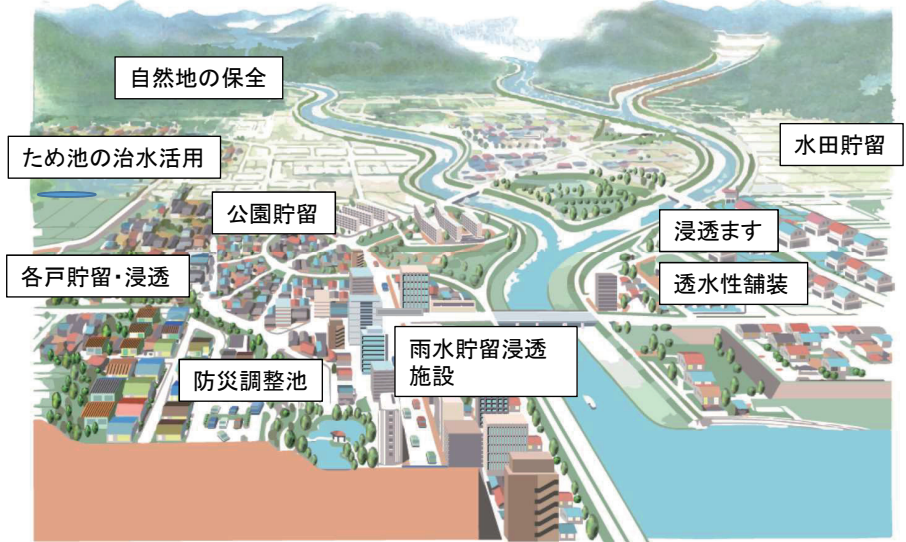 自然地の保全
ため池の治水活用
水田貯留
公園貯留
浸透ます
各戸貯留・浸透
透水性舗装
雨水貯留浸透
施設
防災調整池